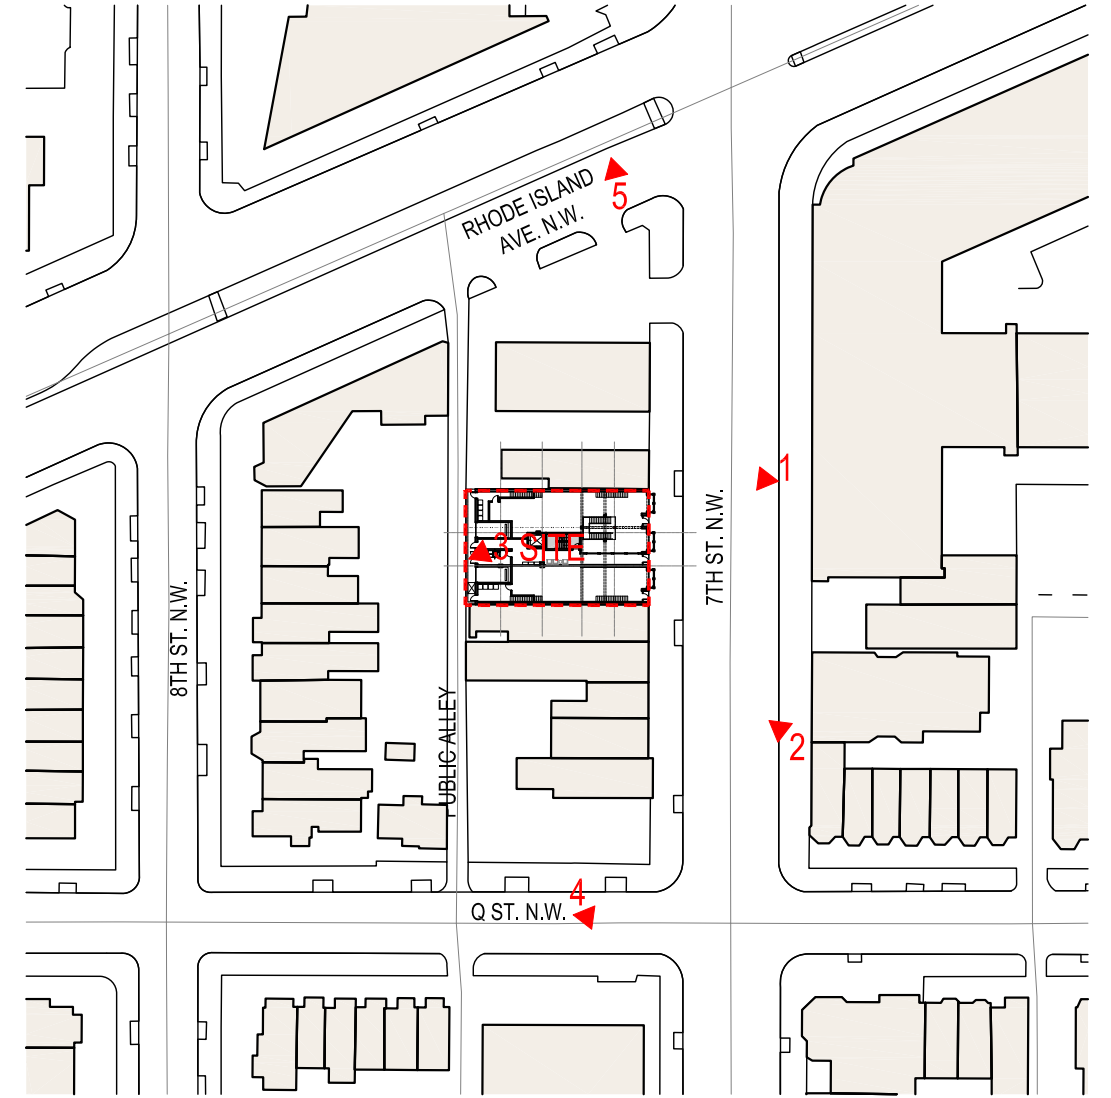 RHODE ISLAND
AVE. N.W.
5
1
7TH ST. N.W.
3 SITE
8TH ST. N.W.
PUBLIC ALLEY
2
4
Q ST. N.W.